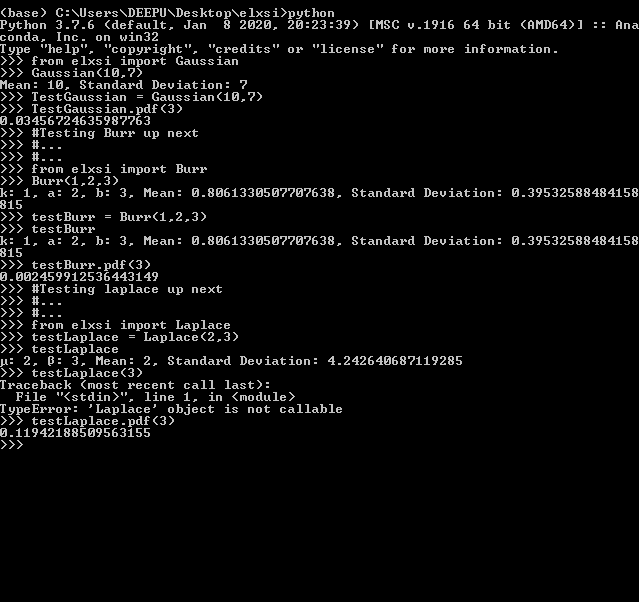 (base) C:\Users\DEEPU\Desktop\elxsi>python
Python 3.7.6 (default, Jan  8 2020, 20:23:39) [MSC v.1916 64 bit (AMD64)] :: Ana
conda, Inc. on win32
Type "help", "copyright", "credits" or "license" for more information.
>>> from elxsi import Gaussian
>>> Gaussian(10,7)
Mean: 10, Standard Deviation: 7
>>> TestGaussian = Gaussian(10,7)
>>> TestGaussian.pdf(3)
0.03456724635987763
>>> #Testing Burr up next
>>> #...
>>> #...
>>> from elxsi import Burr
>>> Burr(1,2,3)
k: 1, a: 2, b: 3, Mean: 0.8061330507707638, Standard Deviation: 0.39532588484158
815
>>> testBurr = Burr(1,2,3)
>>> testBurr
k: 1, a: 2, b: 3, Mean: 0.8061330507707638, Standard Deviation: 0.39532588484158
815
>>> testBurr.pdf(3)
0.002459912536443149
>>> #Testing laplace up next
>>> #...
>>> #...
>>> from elxsi import Laplace
>>> testLaplace = Laplace(2,3)
>>> testLaplace
μ: 2, β: 3, Mean: 2, Standard Deviation: 4.242640687119285
>>> testLaplace(3)
Traceback (most recent call last):
  File "<stdin>", line 1, in <module>
TypeError: 'Laplace' object is not callable
>>> testLaplace.pdf(3)
0.11942188509563155
>>>